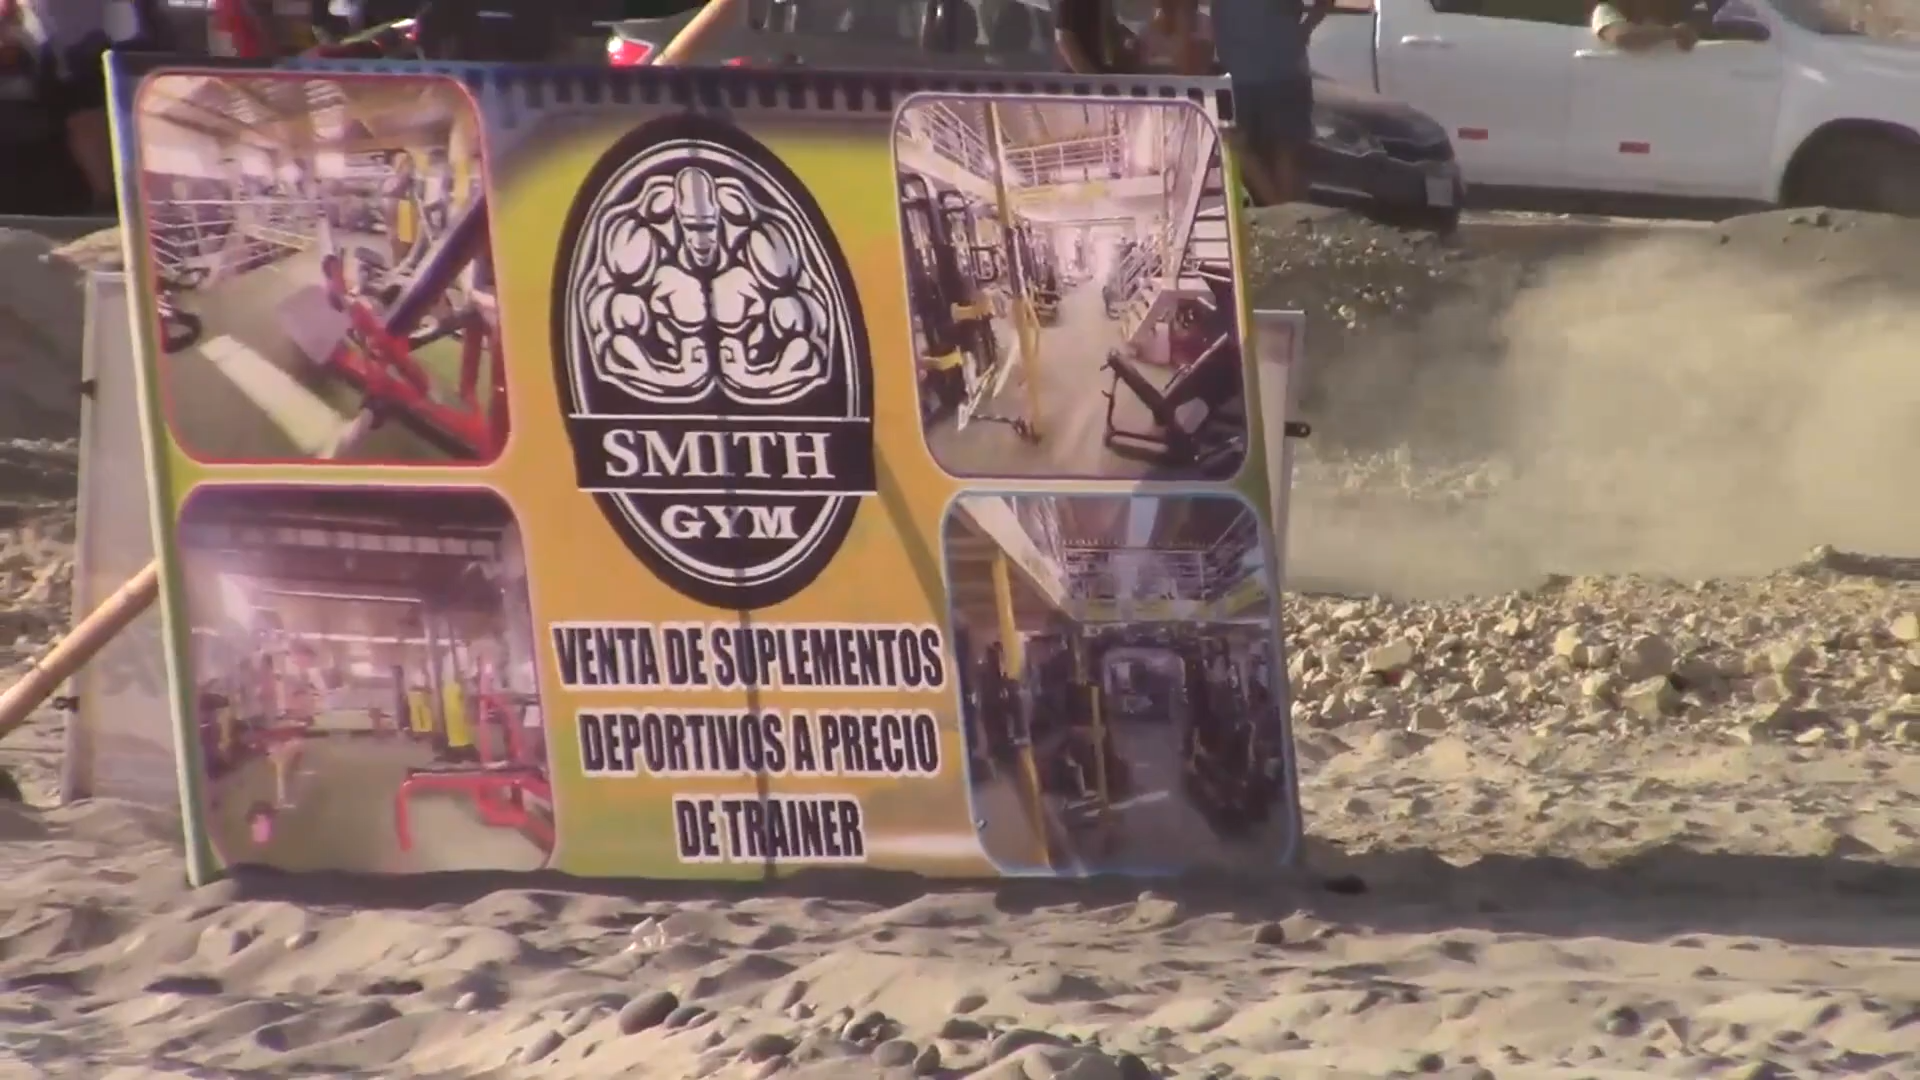 SMITH
GYM
VENTA DE SUPLEMENTOS
DEPORTIVOS A PRECIO
DE TRAINER